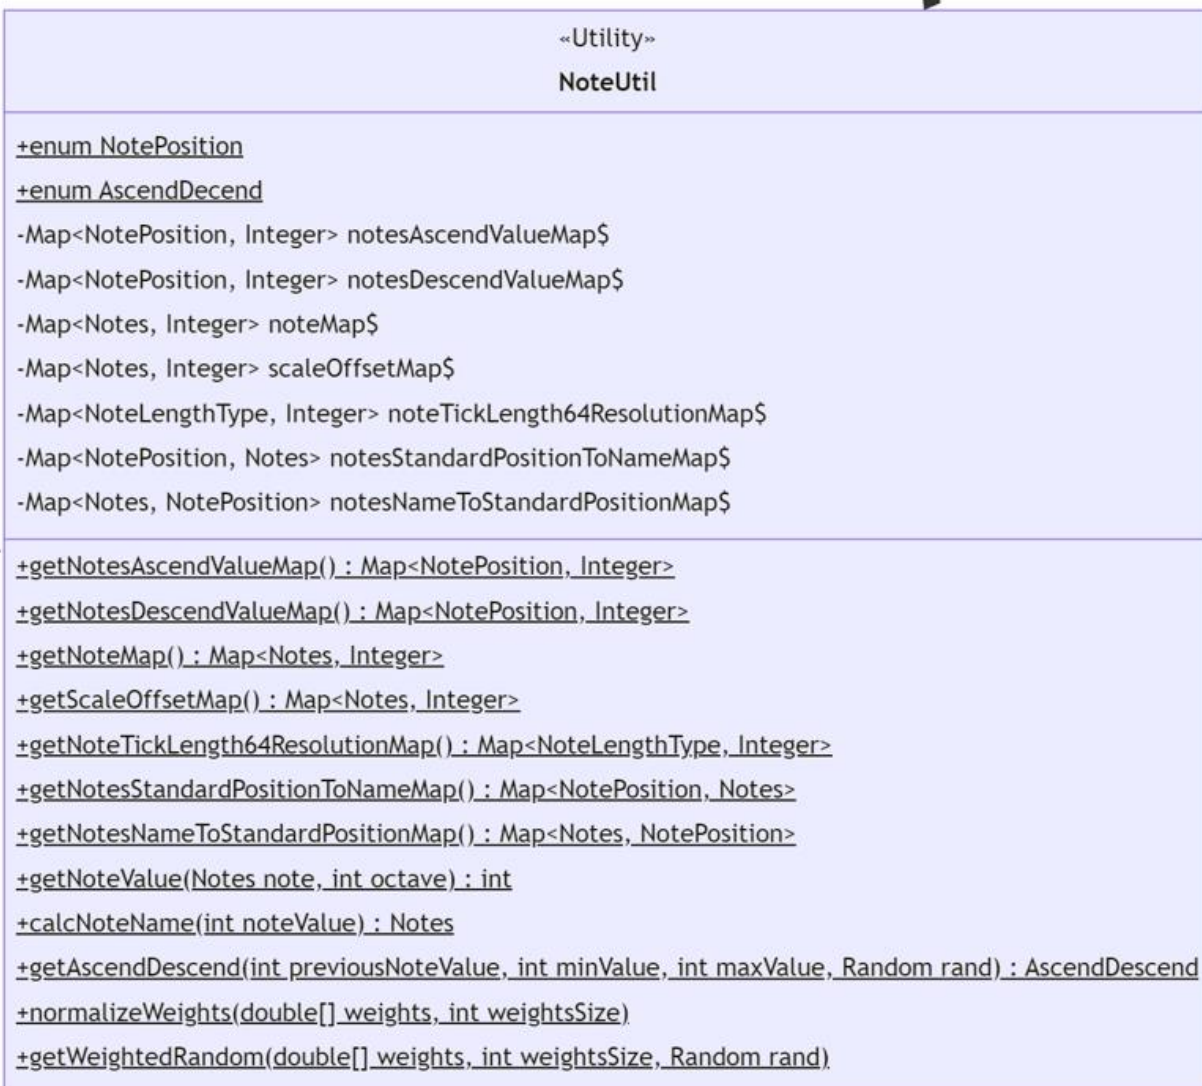 «Utility»
NoteUtil
+enum NotePosition
+enum AscendDecend
-Map<NotePosition, Integer> notesAscendValueMap$
-Map<NotePosition, Integer> notesDescendValueMap$
-Map<Notes, Integer> noteMap$
-Map<Notes, Integer> scaleOffsetMap$
-Map<NoteLengthType, Integer> noteTickLength64ResolutionMap$
-Map<NotePosition, Notes> notesStandardPositionToNameMap$
-Map<Notes, NotePosition> notesNameToStandardPositionMap$
+getNotesAscendValueMap() : Map<NotePosition, Integer>
+getNotesDescendValueMap() : Map<NotePosition, Integer>
+getNoteMap() : Map<Notes, Integer>
+getScaleOffsetMap() : Map<Notes, Integer>
+getNoteTickLength64ResolutionMap() : Map<NoteLengthType, Integer>
+getNotesStandardPositionToNameMap() : Map<NotePosition, Notes>
+getNotesNameToStandardPositionMap() : Map<Notes, NotePosition>
+getNoteValue(Notes note, int octave) : int
+calcNoteName(int noteValue) : Notes
+getAscendDescend(int previousNoteValue, int minValue, int maxValue, Random rand) : AscendDescend
+normalizeWeights(double[] weights, int weightsSize)
+getWeightedRandom(double[] weights, int weightsSize, Random rand)